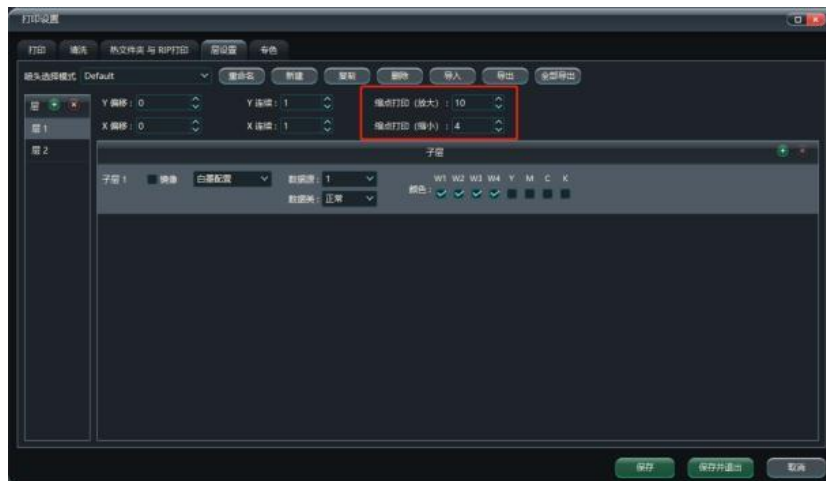 打印设置
打印 清洗 热文件夹 与 RIP打印 层设置 专色
喷头选择模式 Default 重命名 新建 复制 删除 导入 导出 全部导出
层 Y 偏移: 0 Y 连续: 1 缩点打印 (放大) : 10
层 1 X 偏移: 0 X 连续: 1 缩点打印 (缩小) : 4
层 2 子层
子层 1 镜像 白墨配置 数据源: 1 颜色: W1 W2 W3 W4 Y M C K
数据类: 正常
保存 保存并退出 取消